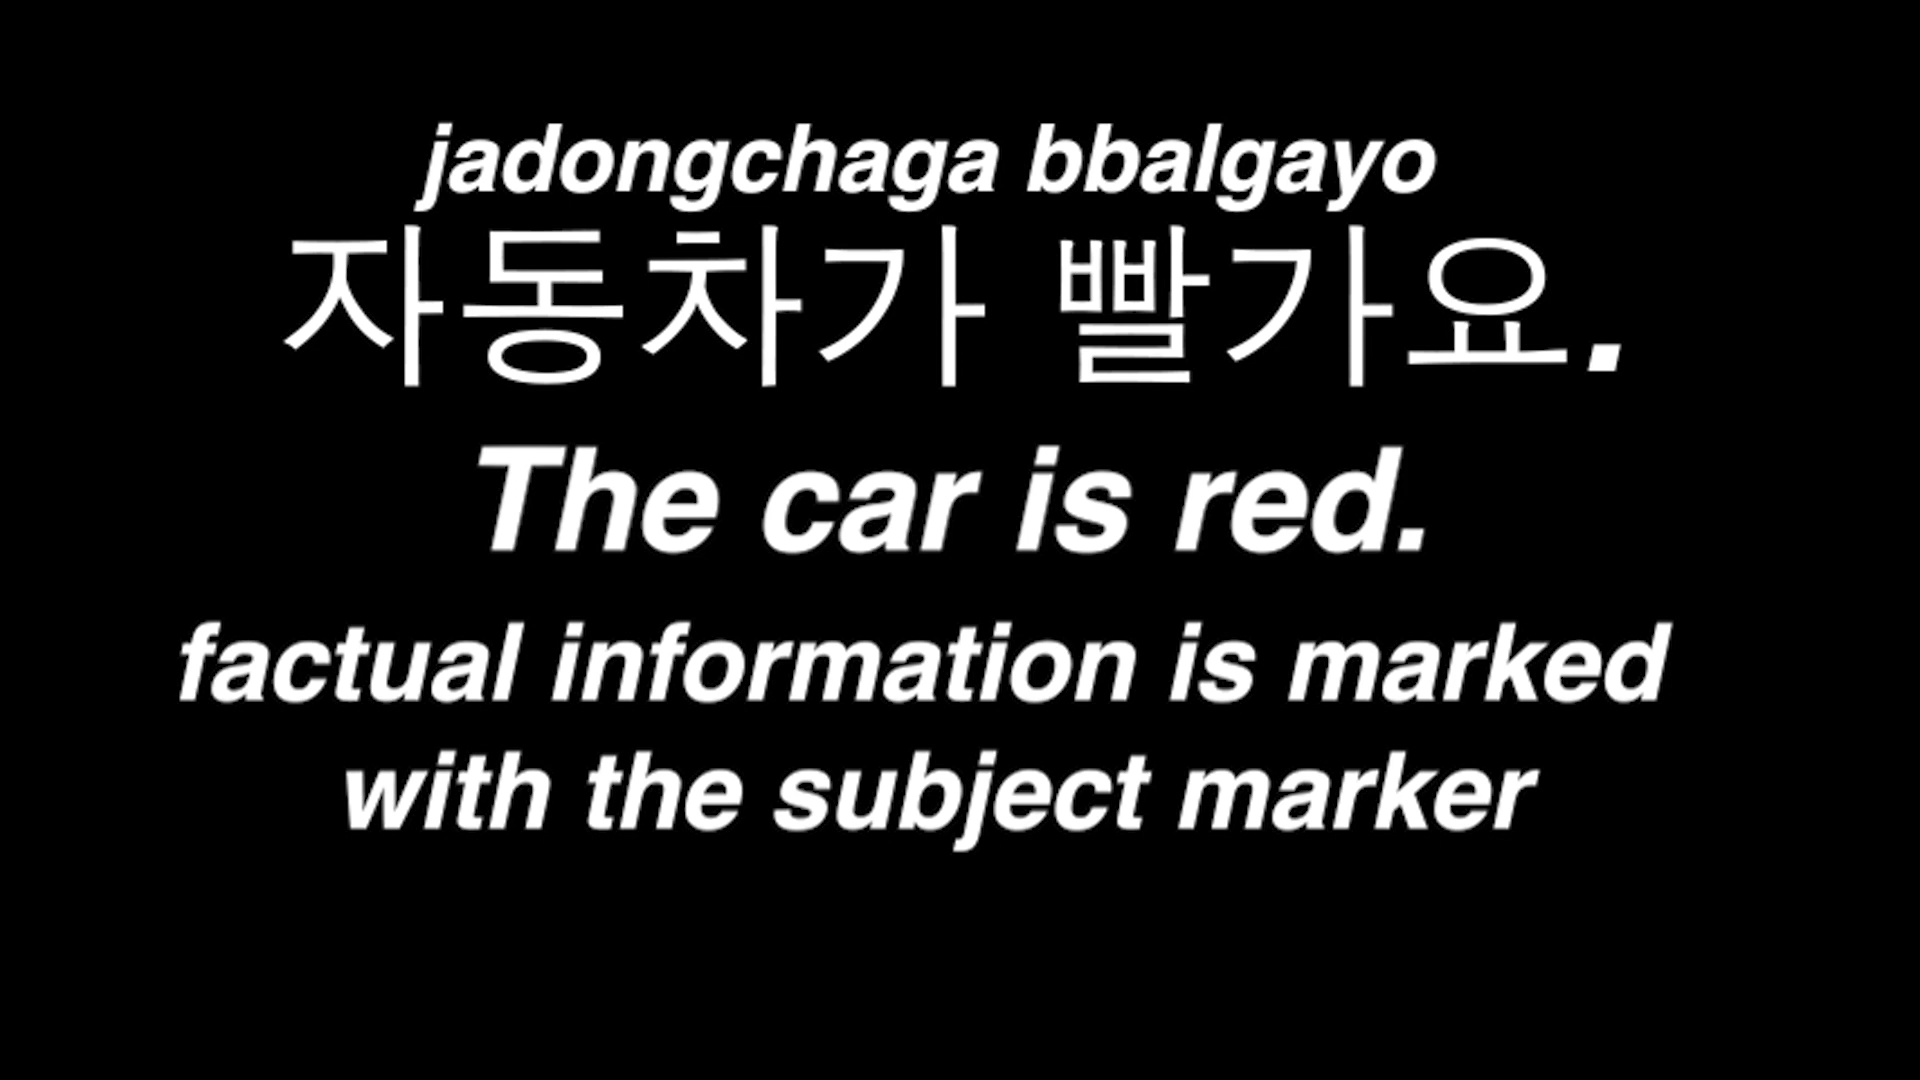 jadongchaga bbalgayo
자동차가 빨가요.
The car is red.
factual information is marked
with the subject marker